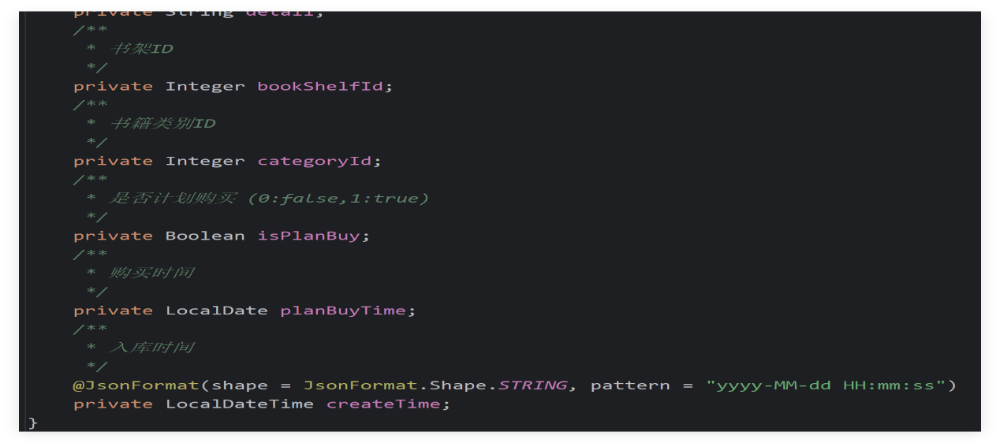 private String detail;
/**
 * 书架ID
 */
private Integer bookShelfId;
/**
 * 书籍类别ID
 */
private Integer categoryId;
/**
 * 是否计划购买 (0:false,1:true)
 */
private Boolean isPlanBuy;
/**
 * 购买时间
 */
private LocalDate planBuyTime;
/**
 * 入库时间
 */
@JsonFormat(shape = JsonFormat.Shape.STRING, pattern = "yyyy-MM-dd HH:mm:ss")
private LocalDateTime createTime;
}